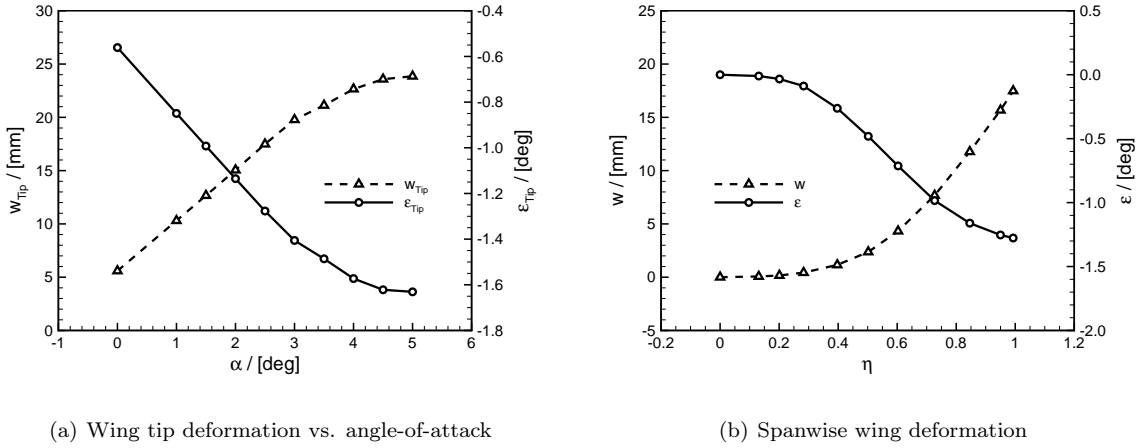 30
25
20
15
10
5
0
w_Tip / [mm]
-0.4
-0.6
-0.8
-1.0
-1.2
-1.4
-1.6
-1.8
ε_Tip / [deg]
w_Tip
ε_Tip
-1 0 1 2 3 4 5 6
α / [deg]
(a) Wing tip deformation vs. angle-of-attack
25
20
15
10
5
0
-5
w / [mm]
0.5
0.0
-0.5
-1.0
-1.5
-2.0
ε / [deg]
w
ε
-0.2 0 0.2 0.4 0.6 0.8 1 1.2
η
(b) Spanwise wing deformation